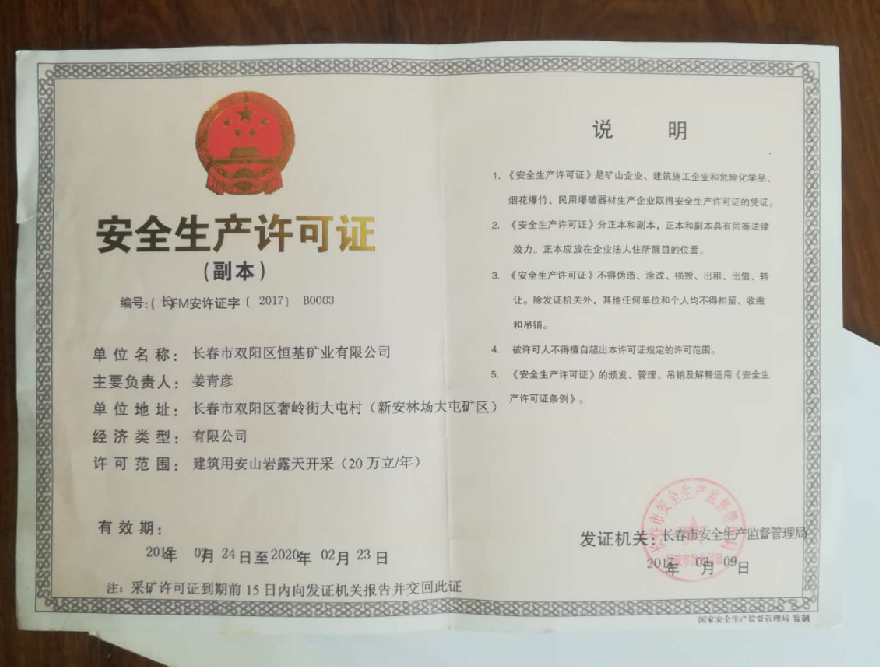 安全生产许可证
(副本)
编号:(长)FM安许证字〔2017〕B0003
单位名称：长春市双阳区恒基矿业有限公司
主要负责人：姜青彦
单位地址：长春市双阳区奢岭街大屯村（新安林场大屯矿区）
经济类型：有限公司
许可范围：建筑用安山岩露天开采（20万立/年）
有效期：
年 月24日至2020年02月23日
注：采矿许可证到期前15日内向发证机关报告并交回此证
说 明
1. 《安全生产许可证》是矿山企业、建筑施工企业和危险化学品、
烟花爆竹、民用爆破器材生产企业取得安全生产许可证的凭证。
2. 《安全生产许可证》分正本和副本，正本和副本具有同等法律
效力。正本应放在企业法人住所醒目的位置。
3. 《安全生产许可证》不得伪造、涂改、损毁、出租、出借、转
让。除发证机关外，其他任何单位和个人均不得扣留、收缴
和吊销。
4. 被许可人不得擅自超出本许可证规定的许可范围。
5. 《安全生产许可证》的颁发、管理、吊销及解释适用《安全生
产许可证条例》。
发证机关：长春市安全生产监督管理局
年 月09日
国家安全生产监督管理局 监制